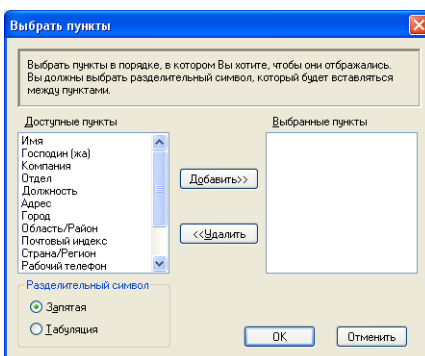 Выбрать пункты
Выбрать пункты в порядке, в котором Вы хотите, чтобы они отбражались.
Вы должны выбрать разделительный символ, который будет вставляться
между пунктами.
Доступные пункты
Имя
Господин (жа)
Компания
Отдел
Должность
Адрес
Город
Область/Район
Почтовый индекс
Страна/Регион
Рабочий телефон
Добавить>>
<<Удалить
Выбранные пункты
Разделительный символ
Запятая
Табуляция
OK
Отменить